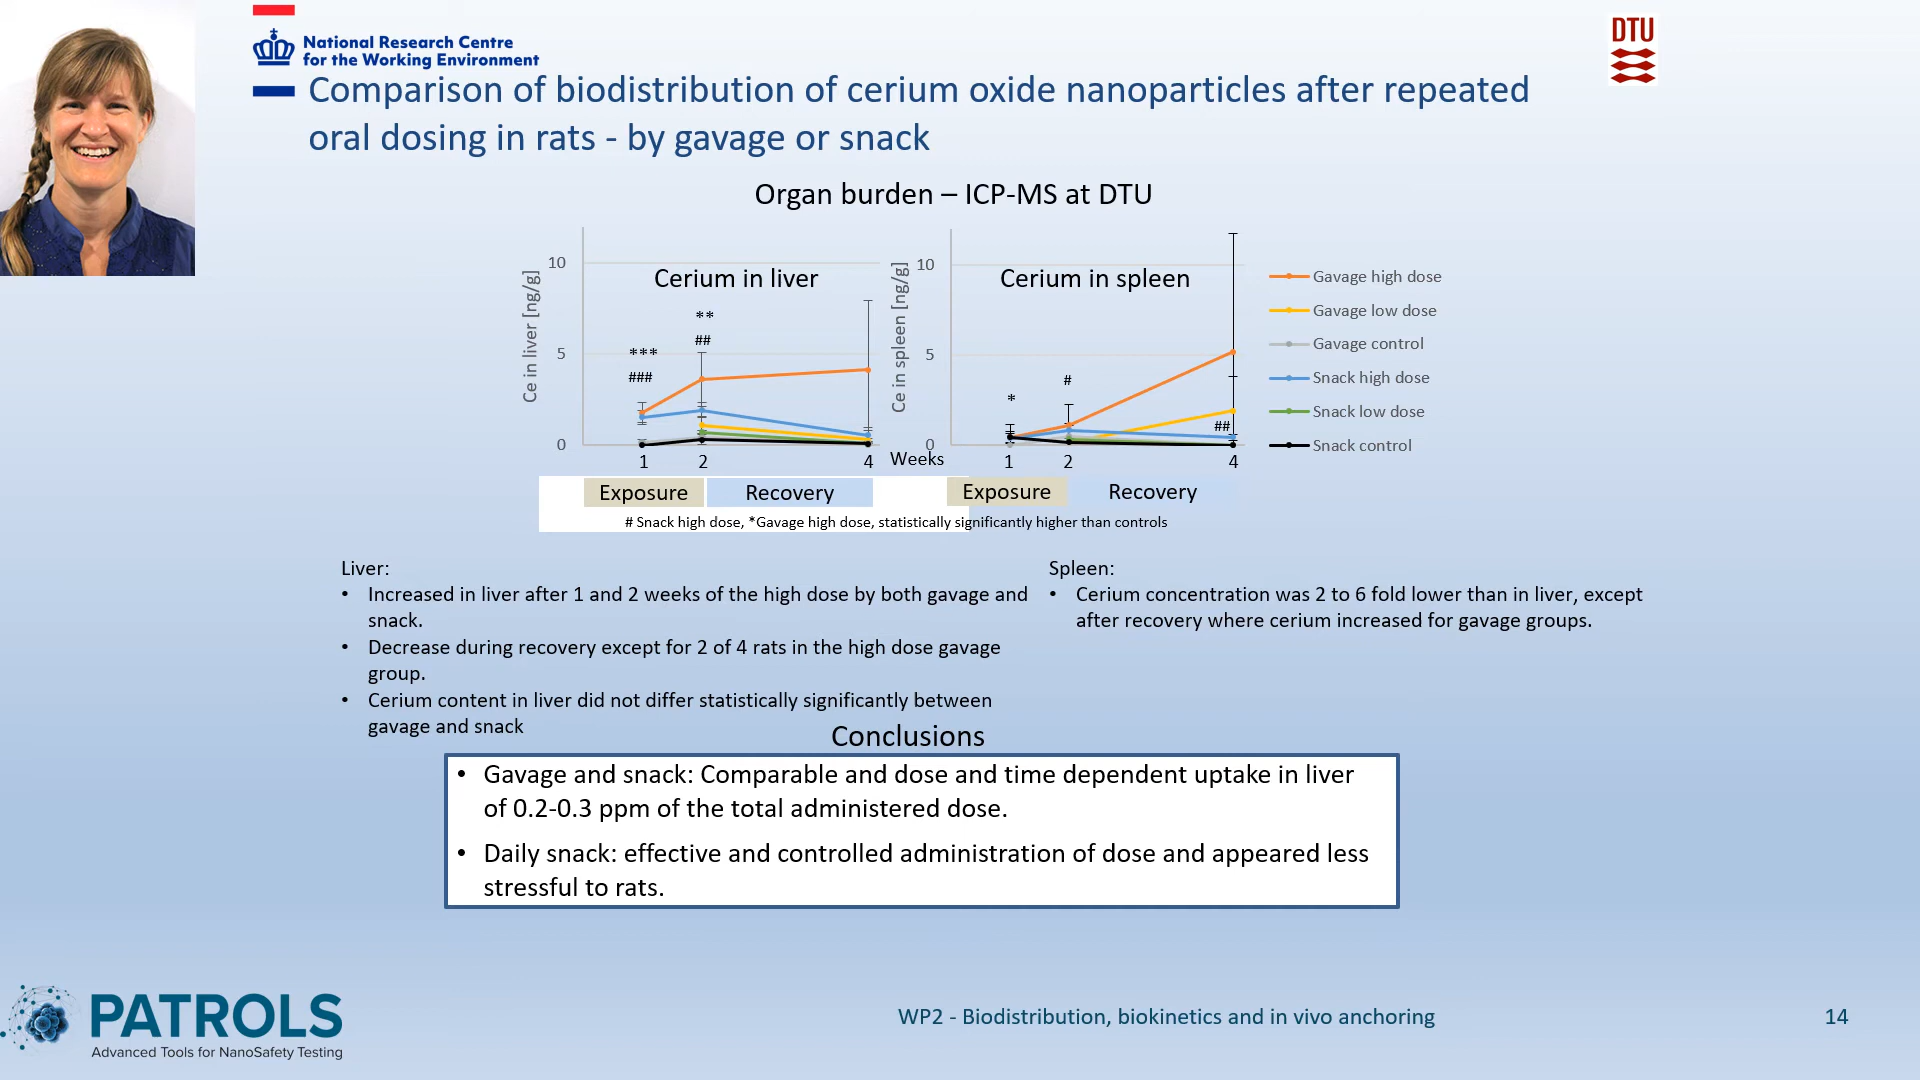 National Research Centre
for the Working Environment
DTU
Comparison of biodistribution of cerium oxide nanoparticles after repeated
oral dosing in rats - by gavage or snack
Organ burden – ICP-MS at DTU
Ce in liver [ng/g]
10
5
0
Cerium in liver
***
###
**
##
1
2
4
Weeks
Exposure
Recovery
Ce in spleen [ng/g]
10
5
0
Cerium in spleen
*
#
##
1
2
4
Exposure
Recovery
Gavage high dose
Gavage low dose
Gavage control
Snack high dose
Snack low dose
Snack control
# Snack high dose, *Gavage high dose, statistically significantly higher than controls
Liver:
• Increased in liver after 1 and 2 weeks of the high dose by both gavage and
snack.
• Decrease during recovery except for 2 of 4 rats in the high dose gavage
group.
• Cerium content in liver did not differ statistically significantly between
gavage and snack
Spleen:
• Cerium concentration was 2 to 6 fold lower than in liver, except
after recovery where cerium increased for gavage groups.
Conclusions
• Gavage and snack: Comparable and dose and time dependent uptake in liver
of 0.2-0.3 ppm of the total administered dose.
• Daily snack: effective and controlled administration of dose and appeared less
stressful to rats.
PATROLS
Advanced Tools for NanoSafety Testing
WP2 - Biodistribution, biokinetics and in vivo anchoring
14